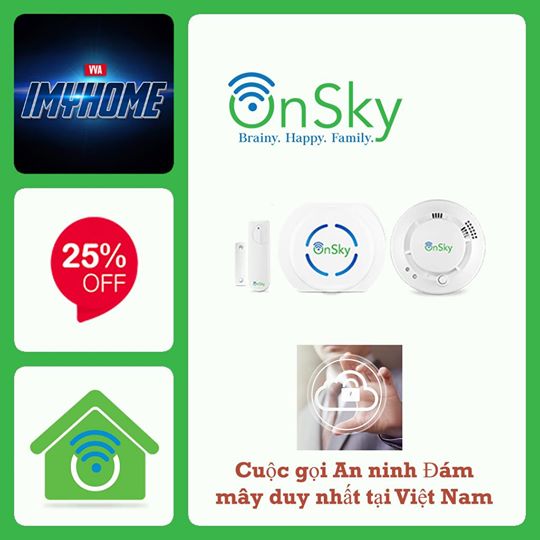 VVA
IMYHOME
OnSky
Brainy. Happy. Family.
25%
OFF
OnSky
OnSky
OnSky
Cuộc gọi An ninh Đám
mây duy nhất tại Việt Nam